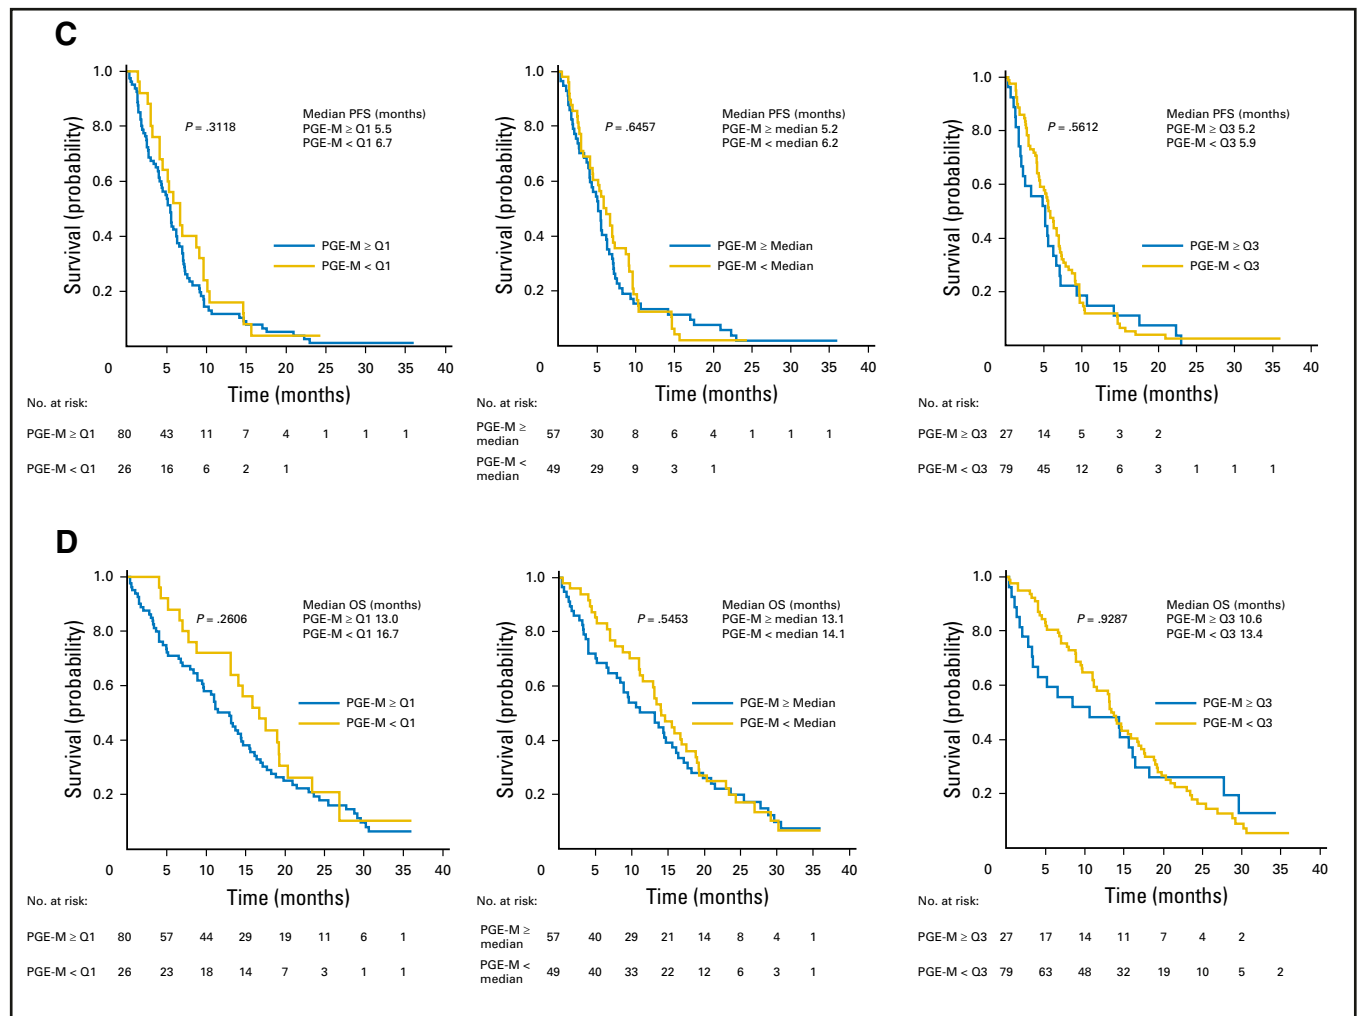 C
1.0
8.0
0.6
0.4
0.2
Survival (probability)
P = .3118
Median PFS (months)
PGE-M ≥ Q1 5.5
PGE-M < Q1 6.7
PGE-M ≥ Q1
PGE-M < Q1
0 5 10 15 20 25 30 35 40
Time (months)
No. at risk:
PGE-M ≥ Q1 80 43 11 7 4 1 1 1
PGE-M < Q1 26 16 6 2 1
1.0
8.0
0.6
0.4
0.2
Survival (probability)
P = .6457
Median PFS (months)
PGE-M ≥ median 5.2
PGE-M < median 6.2
PGE-M ≥ Median
PGE-M < Median
0 5 10 15 20 25 30 35 40
Time (months)
No. at risk:
PGE-M ≥
median 57 30 8 6 4 1 1 1
PGE-M <
median 49 29 9 3 1
1.0
8.0
0.6
0.4
0.2
Survival (probability)
P = .5612
Median PFS (months)
PGE-M ≥ Q3 5.2
PGE-M < Q3 5.9
PGE-M ≥ Q3
PGE-M < Q3
0 5 10 15 20 25 30 35 40
Time (months)
No. at risk:
PGE-M ≥ Q3 27 14 5 3 2
PGE-M < Q3 79 45 12 6 3 1 1 1
D
1.0
8.0
0.6
0.4
0.2
Survival (probability)
P = .2606
Median OS (months)
PGE-M ≥ Q1 13.0
PGE-M < Q1 16.7
PGE-M ≥ Q1
PGE-M < Q1
0 5 10 15 20 25 30 35 40
Time (months)
No. at risk:
PGE-M ≥ Q1 80 57 44 29 19 11 6 1
PGE-M < Q1 26 23 18 14 7 3 1 1
1.0
8.0
0.6
0.4
0.2
Survival (probability)
P = .5453
Median OS (months)
PGE-M ≥ median 13.1
PGE-M < median 14.1
PGE-M ≥ Median
PGE-M < Median
0 5 10 15 20 25 30 35 40
Time (months)
No. at risk:
PGE-M ≥
median 57 40 29 21 14 8 4 1
PGE-M <
median 49 40 33 22 12 6 3 1
1.0
8.0
0.6
0.4
0.2
Survival (probability)
P = .9287
Median OS (months)
PGE-M ≥ Q3 10.6
PGE-M < Q3 13.4
PGE-M ≥ Q3
PGE-M < Q3
0 5 10 15 20 25 30 35 40
Time (months)
No. at risk:
PGE-M ≥ Q3 27 17 14 11 7 4 2
PGE-M < Q3 79 63 48 32 19 10 5 2